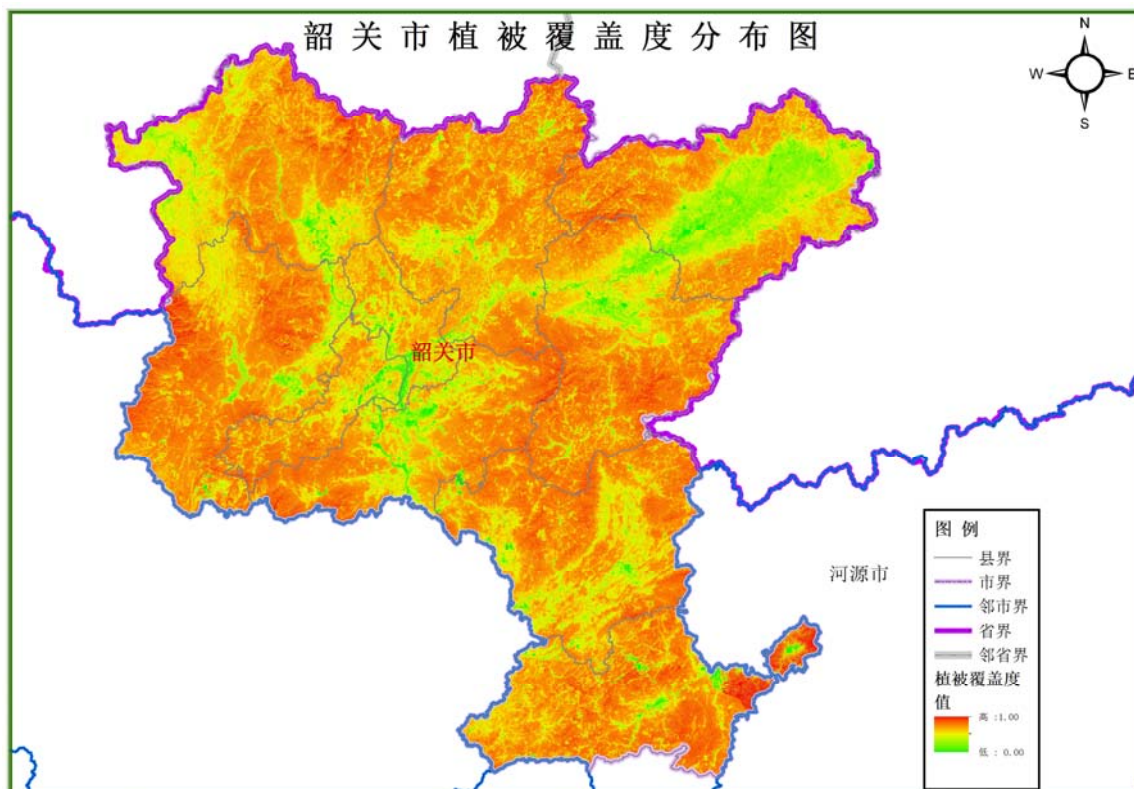 韶关市植被覆盖度分布图
N
W
E
S
韶关市
河源市
图 例
县界
市界
邻市界
省界
邻省界
植被覆盖度
值
高 :1.00
低 : 0.00